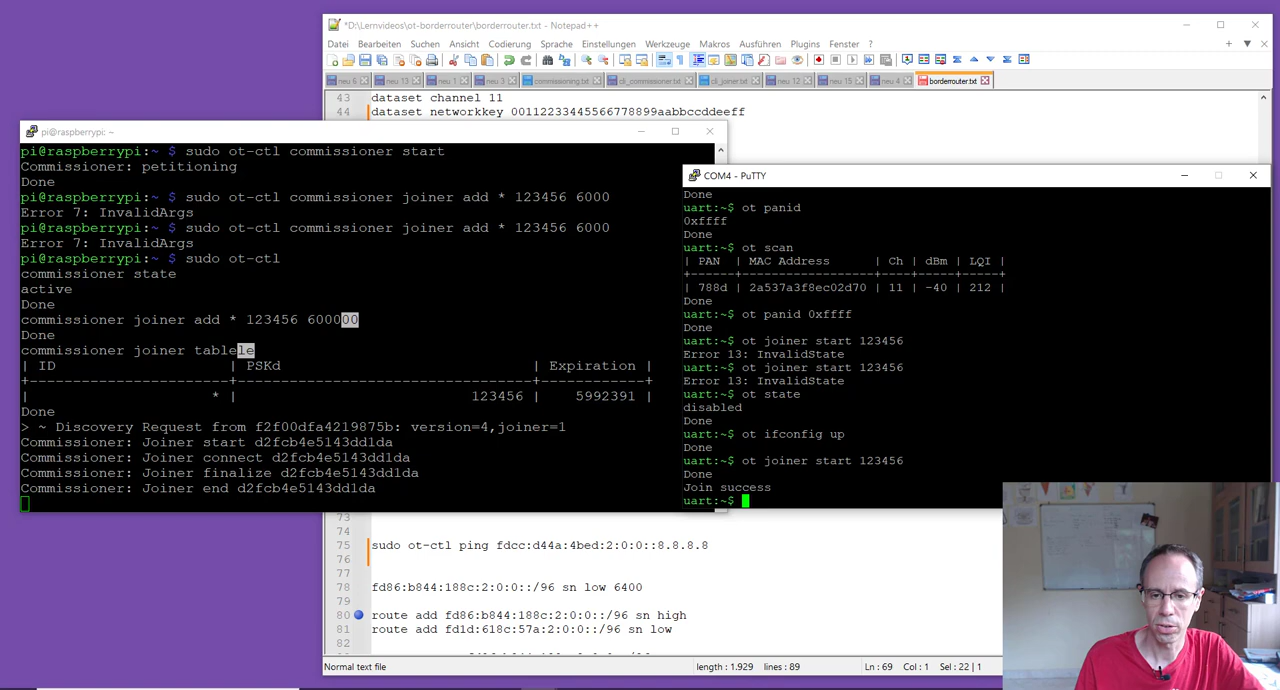 *D:\Lernvideos\ot-borderrouter\borderrouter.txt - Notepad++
Datei Bearbeiten Suchen Ansicht Codierung Sprache Einstellungen Werkzeuge Makros Ausführen Plugins Fenster ?
neu 6 neu 13 neu 1 neu 3 commissioning.txt cli_commissioner.txt cli_joiner.txt neu 12 neu 15 neu 4 borderrouter.txt
43 dataset channel 11
44 dataset networkkey 00112233445566778899aabbccddeeff
pi@raspberrypi: ~
pi@raspberrypi:~ $ sudo ot-ctl commissioner start
Commissioner: petitioning
Done
pi@raspberrypi:~ $ sudo ot-ctl commissioner joiner add * 123456 6000
Error 7: InvalidArgs
pi@raspberrypi:~ $ sudo ot-ctl commissioner joiner add * 123456 6000
Error 7: InvalidArgs
pi@raspberrypi:~ $ sudo ot-ctl
commissioner state
active
Done
commissioner joiner add * 123456 600000
Done
commissioner joiner tablele
| ID | PSKd | Expiration |
+-----------------------+-----------------------------------+------------+
| * | 123456 | 5992391 |
Done
> ~ Discovery Request from f2f00dfa4219875b: version=4,joiner=1
Commissioner: Joiner start d2fcb4e5143dd1da
Commissioner: Joiner connect d2fcb4e5143dd1da
Commissioner: Joiner finalize d2fcb4e5143dd1da
Commissioner: Joiner end d2fcb4e5143dd1da
COM4 - PuTTY
Done
uart:~$ ot panid
0xffff
Done
uart:~$ ot scan
| PAN | MAC Address | Ch | dBm | LQI |
+------+------------------+----+-----+-----+
| 788d | 2a537a3f8ec02d70 | 11 | -40 | 212 |
Done
uart:~$ ot panid 0xffff
Done
uart:~$ ot joiner start 123456
Error 13: InvalidState
uart:~$ ot joiner start 123456
Error 13: InvalidState
uart:~$ ot state
disabled
Done
uart:~$ ot ifconfig up
Done
uart:~$ ot joiner start 123456
Done
Join success
uart:~$
73
74
75 sudo ot-ctl ping fdcc:d44a:4bed:2:0:0::8.8.8.8
76
77
78 fd86:b844:188c:2:0:0::/96 sn low 6400
79
80 route add fd86:b844:188c:2:0:0::/96 sn high
81 route add fd1d:618c:57a:2:0:0::/96 sn low
82
Normal text file length : 1.929 lines : 89 Ln : 69 Col : 1 Sel : 22 | 1